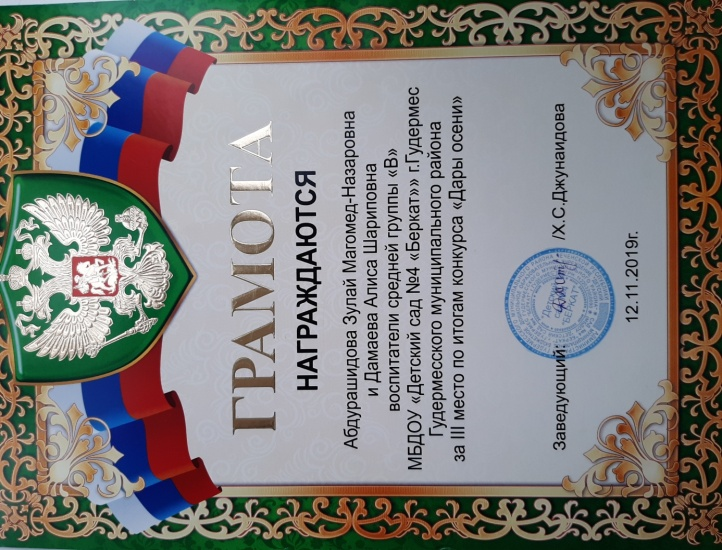 ГРАМОТА
НАГРАЖДАЮТСЯ
Абдурашидова Зулай Магомед-Назаровна
и Дамаева Алиса Шариповна
воспитатели средней группы «В»
МБДОУ «Детский сад №4 «Беркат»» г.Гудермес
Гудермесского муниципального района
за III место по итогам конкурса «Дары осени»
Заведующий: /Х.С.Джунаидова
12.11.2019г.